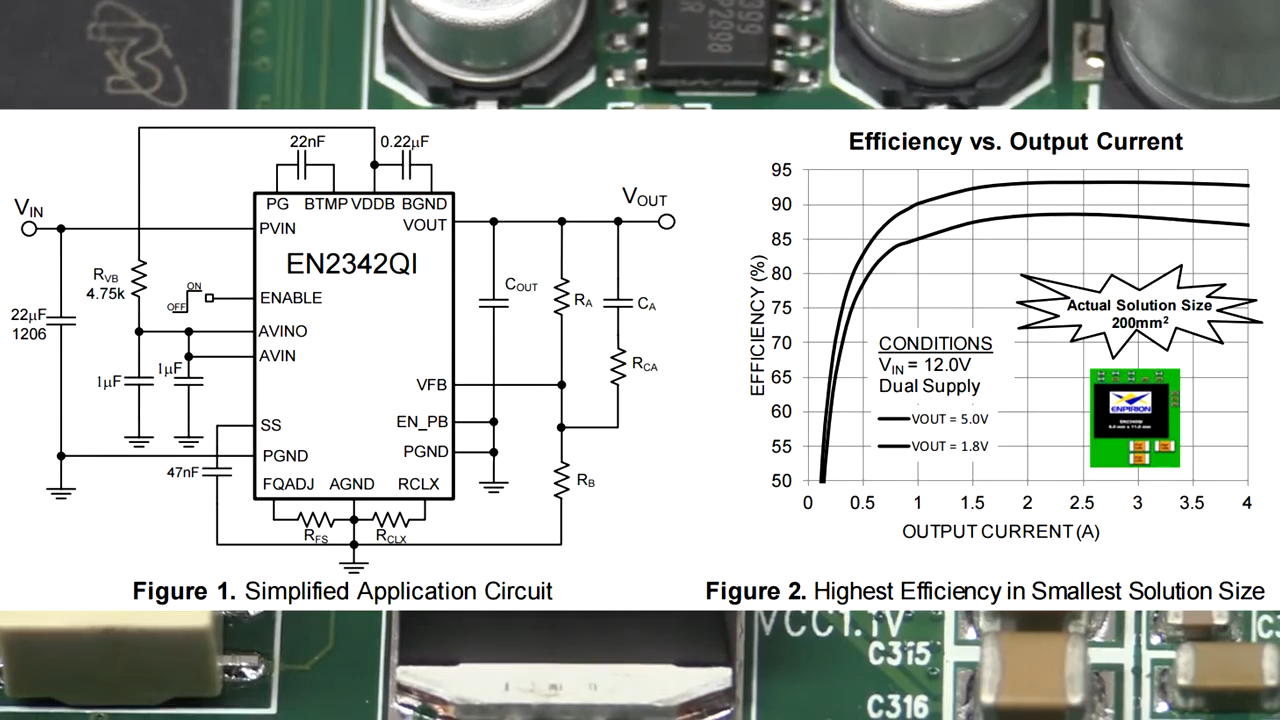 66E
8662d
R
22nF
0.22µF
PG BTMP VDDB BGND
VIN
PVIN
VOUT
VOUT
EN2342QI
RVB
4.75k
ON
OFF
ENABLE
COUT
RA
CA
22µF
1206
AVINO
1µF
1µF
AVIN
RCA
VFB
SS
EN_PB
PGND
PGND
47nF
RB
FQADJ AGND RCLX
RFS
RCLX
Figure 1. Simplified Application Circuit
Efficiency vs. Output Current
EFFICIENCY (%)
95
90
85
80
75
70
65
60
55
50
Actual Solution Size
200mm²
CONDITIONS
VIN = 12.0V
Dual Supply
VOUT = 5.0V
VOUT = 1.8V
ENPIRION
0 0.5 1 1.5 2 2.5 3 3.5 4
OUTPUT CURRENT (A)
Figure 2. Highest Efficiency in Smallest Solution Size
VCC1.1V
C315
C316